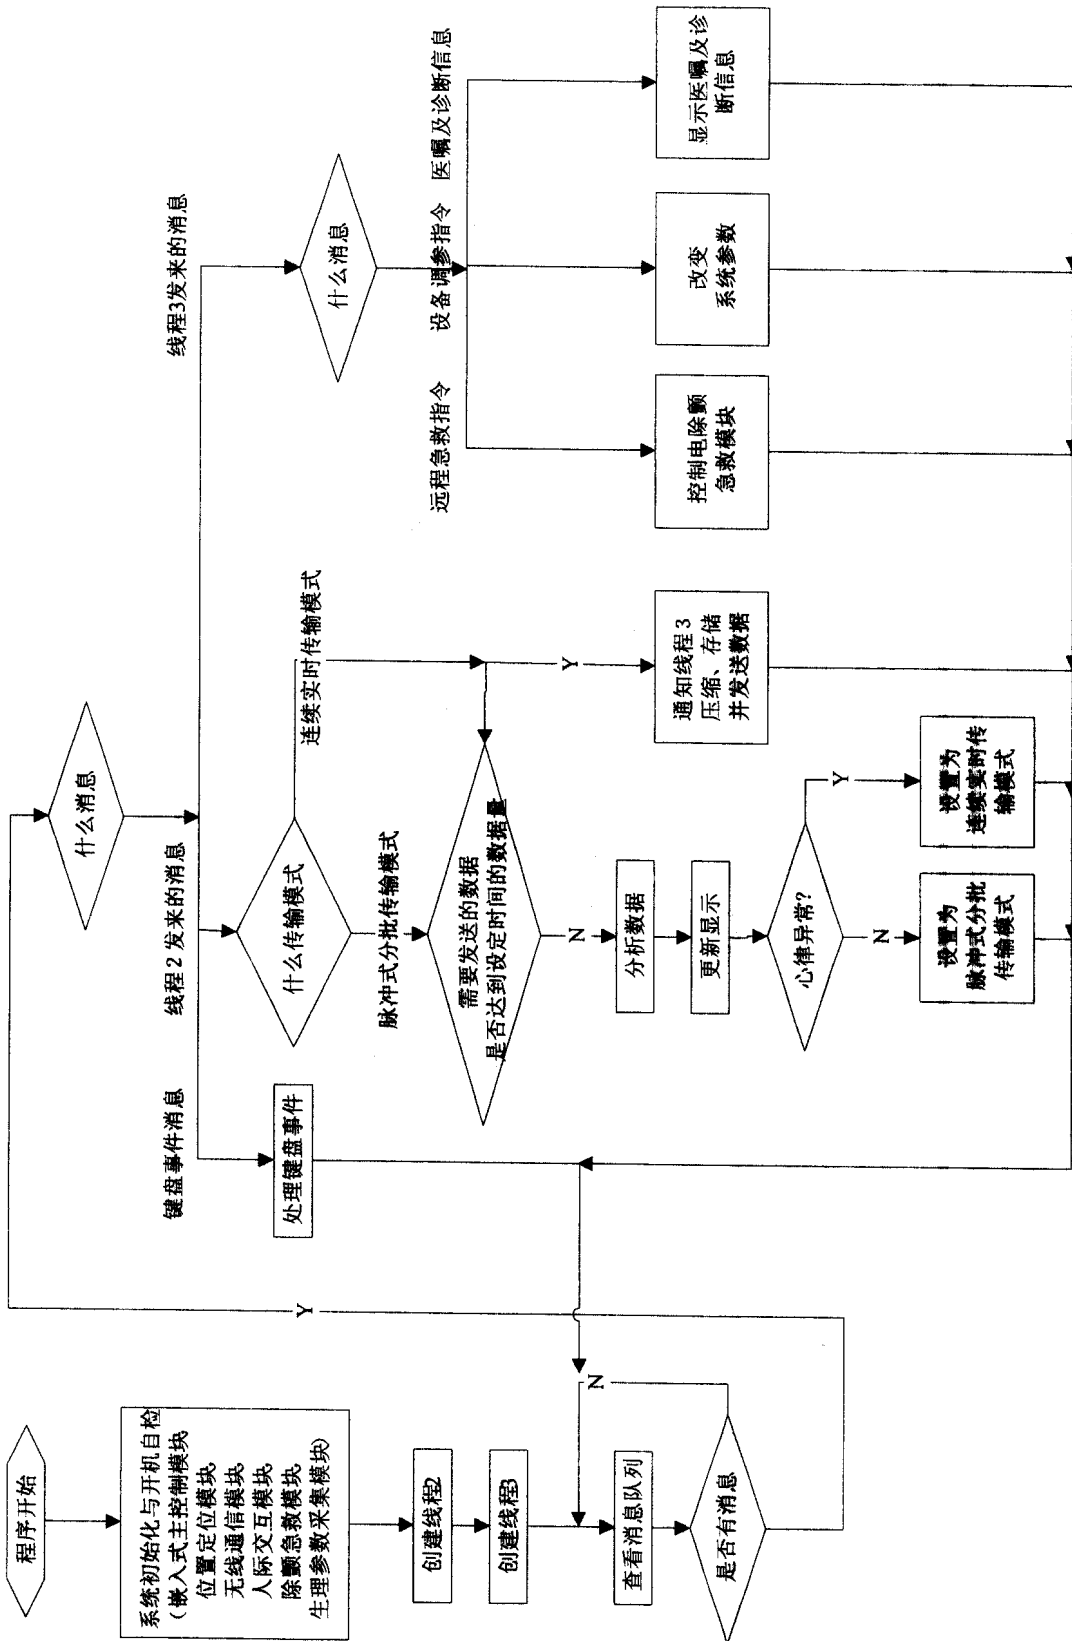 程序开始
系统初始化与开机自检
（嵌入式主控制模块
位置定位模块
无线通信模块
人际交互模块
除颤急救模块
生理参数采集模块）
创建线程2
创建线程3
查看消息队列
是否有消息
N
Y
什么消息
键盘事件消息
线程2发来的消息
线程3发来的消息
处理键盘事件
什么传输模式
脉冲式分批传输模式
连续实时传输模式
需要发送的数据
是否达到设定时间的数据量
N
Y
分析数据
更新显示
心律异常?
N
Y
设置为
脉冲式分批
传输模式
设置为
连续实时传
输模式
通知线程3
压缩、存储
并发送数据
什么消息
远程急救指令
设备调参指令
医嘱及诊断信息
控制电除颤
急救模块
改变
系统参数
显示医嘱及诊
断信息